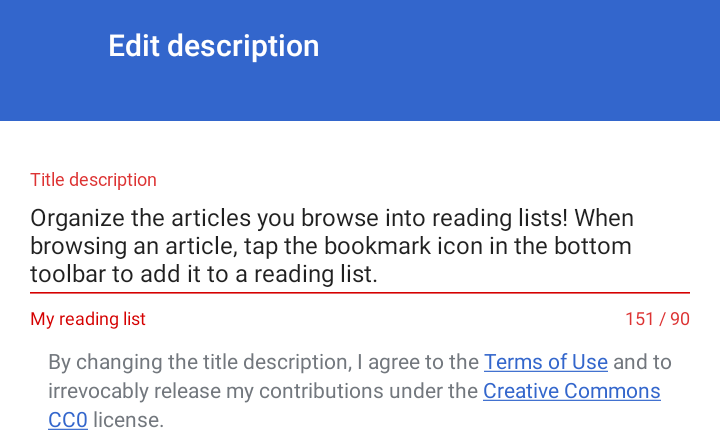 Edit description
Title description
Organize the articles you browse into reading lists! When
browsing an article, tap the bookmark icon in the bottom
toolbar to add it to a reading list.
My reading list
151 / 90
By changing the title description, I agree to the Terms of Use and to
irrevocably release my contributions under the Creative Commons
CC0 license.